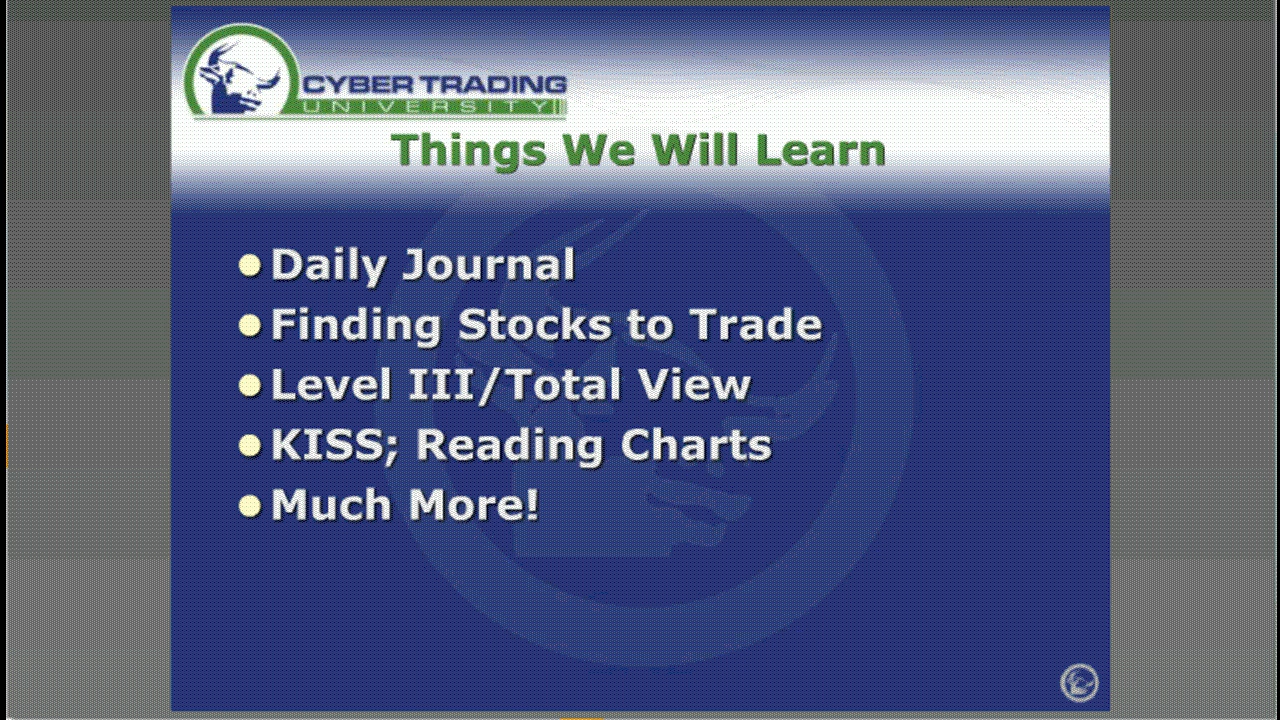 CYBER TRADING
UNIVERSITY
Things We Will Learn
Daily Journal
Finding Stocks to Trade
Level III/Total View
KISS; Reading Charts
Much More!